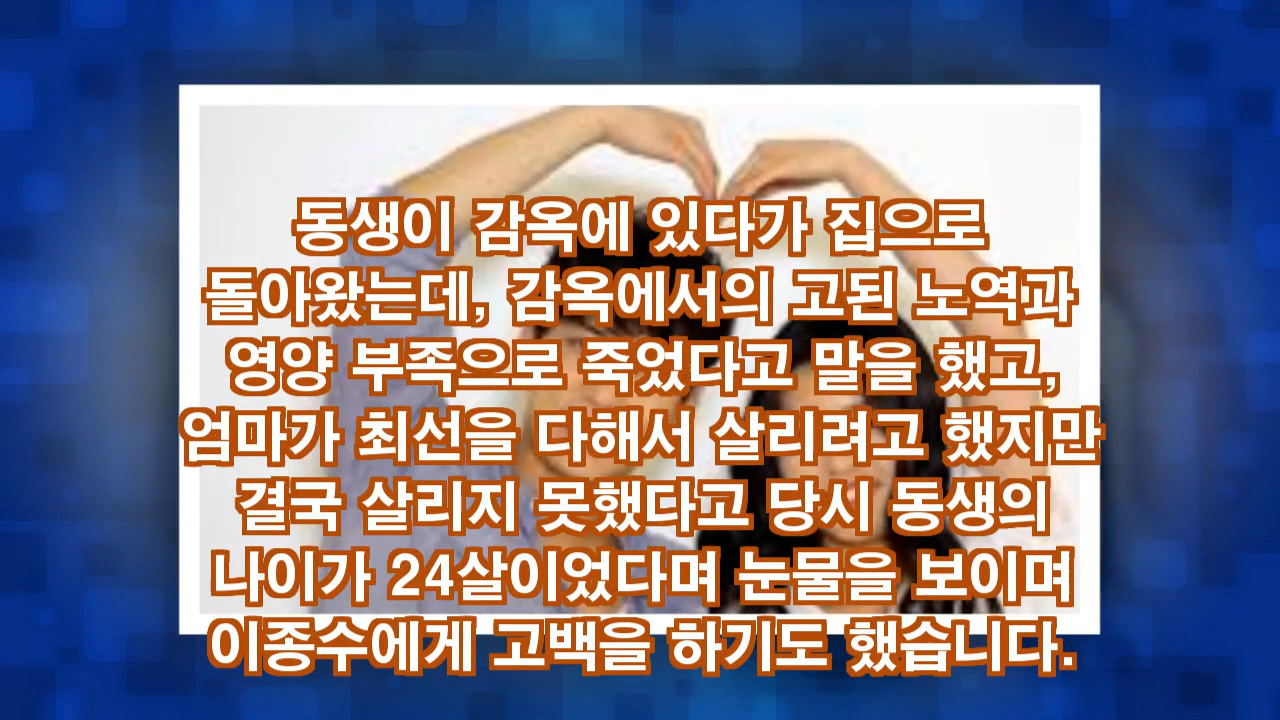 동생이 감옥에 있다가 집으로
돌아왔는데, 감옥에서의 고된 노역과
영양 부족으로 죽었다고 말을 했고,
엄마가 최선을 다해서 살리려고 했지만
결국 살리지 못했다고 당시 동생의
나이가 24살이었다며 눈물을 보이며
이종수에게 고백을 하기도 했습니다.